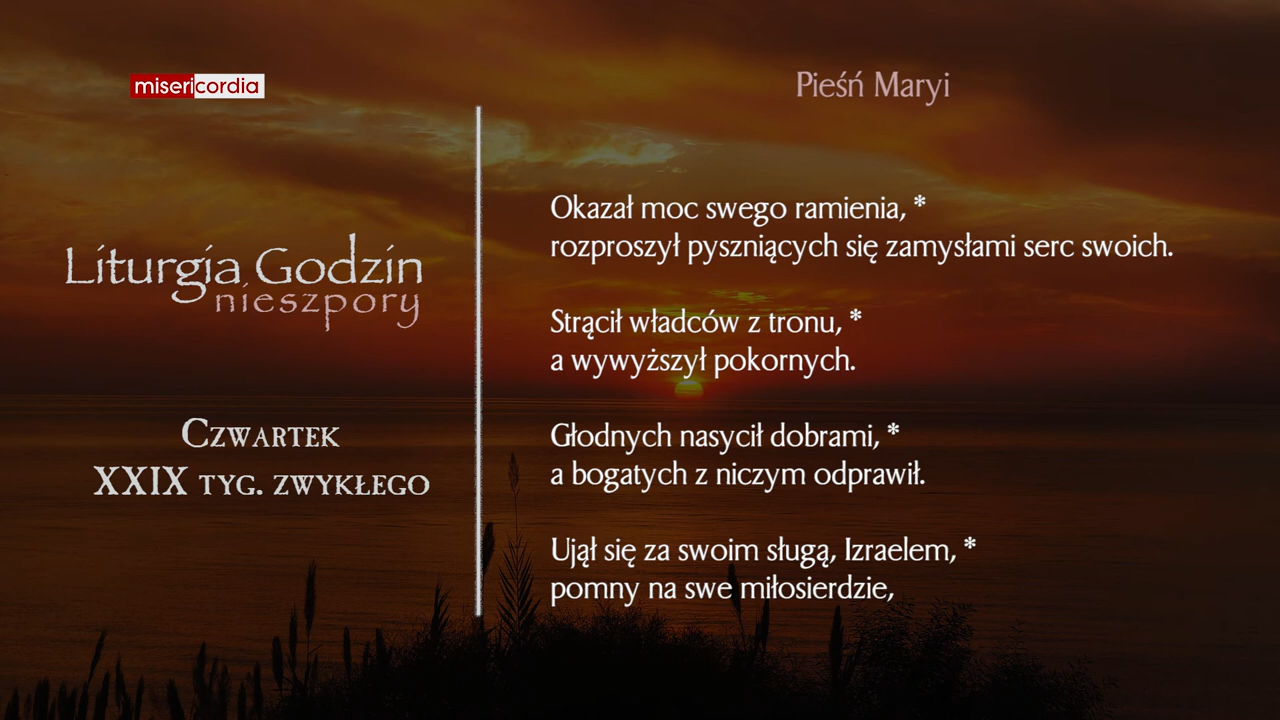 misericordia
Liturgia Godzin
nieszpory
Czwartek
XXIX tyg. zwykłego
Pieśń Maryi
Okazał moc swego ramienia, *
rozproszył pyszniących się zamysłami serc swoich.
Strącił władców z tronu, *
a wywyższył pokornych.
Głodnych nasycił dobrami, *
a bogatych z niczym odprawił.
Ujął się za swoim sługą, Izraelem, *
pomny na swe miłosierdzie,